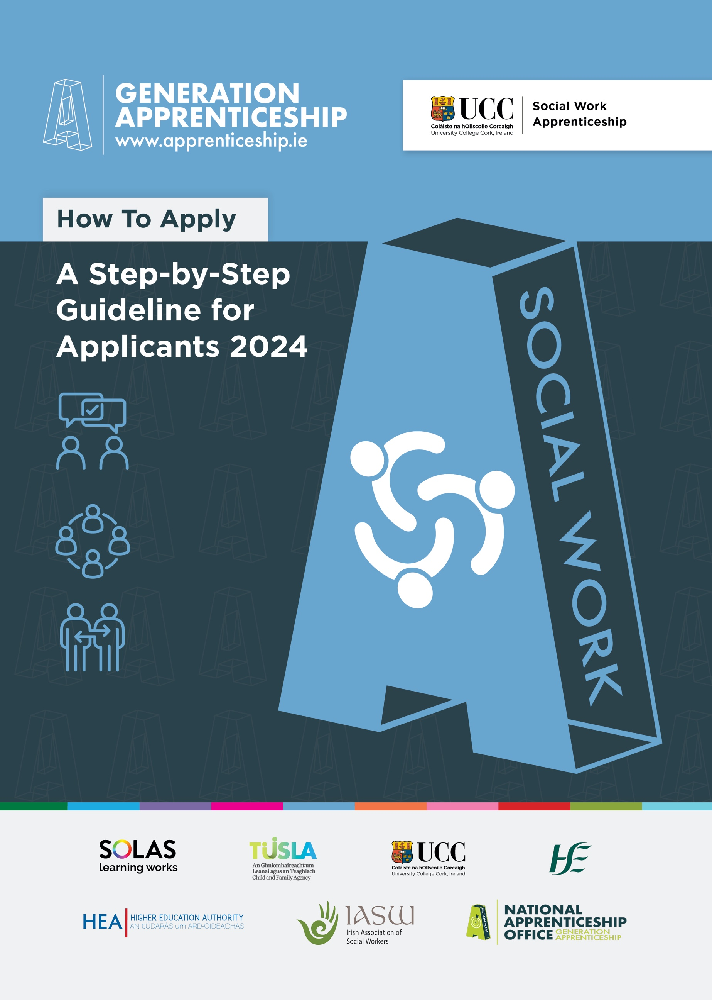 GENERATION
APPRENTICESHIP
www.apprenticeship.ie
UCC
Coláiste na hOllscoile Corcaigh
University College Cork, Ireland
Social Work
Apprenticeship
How To Apply
A Step-by-Step
Guideline for
Applicants 2024
SOCIAL WORK
SOLAS
learning works
TUSLA
An Ghníomhaireacht um
Leanaí agus an Teaghlach
Child and Family Agency
UCC
Coláiste na hOllscoile Corcaigh
University College Cork, Ireland
HSE
HEA
HIGHER EDUCATION AUTHORITY
AN tÚDARÁS um ARD-OIDEACHAS
IASW
Irish Association of
Social Workers
ACTION PLAN
NATIONAL
APPRENTICESHIP
OFFICE GENERATION
APPRENTICESHIP